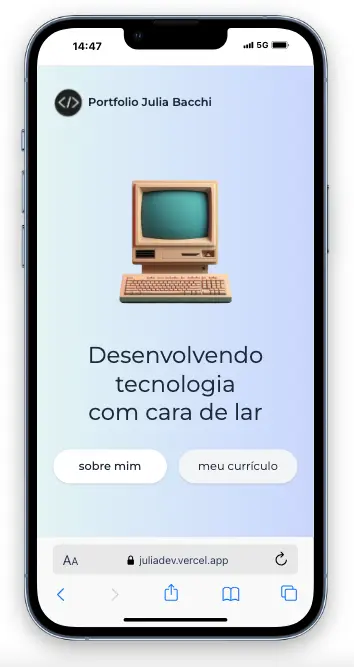 14:47
5G
</>
Portfolio Julia Bacchi
Desenvolvendo
tecnologia
com cara de lar
sobre mim
meu currículo
AA
juliadev.vercel.app